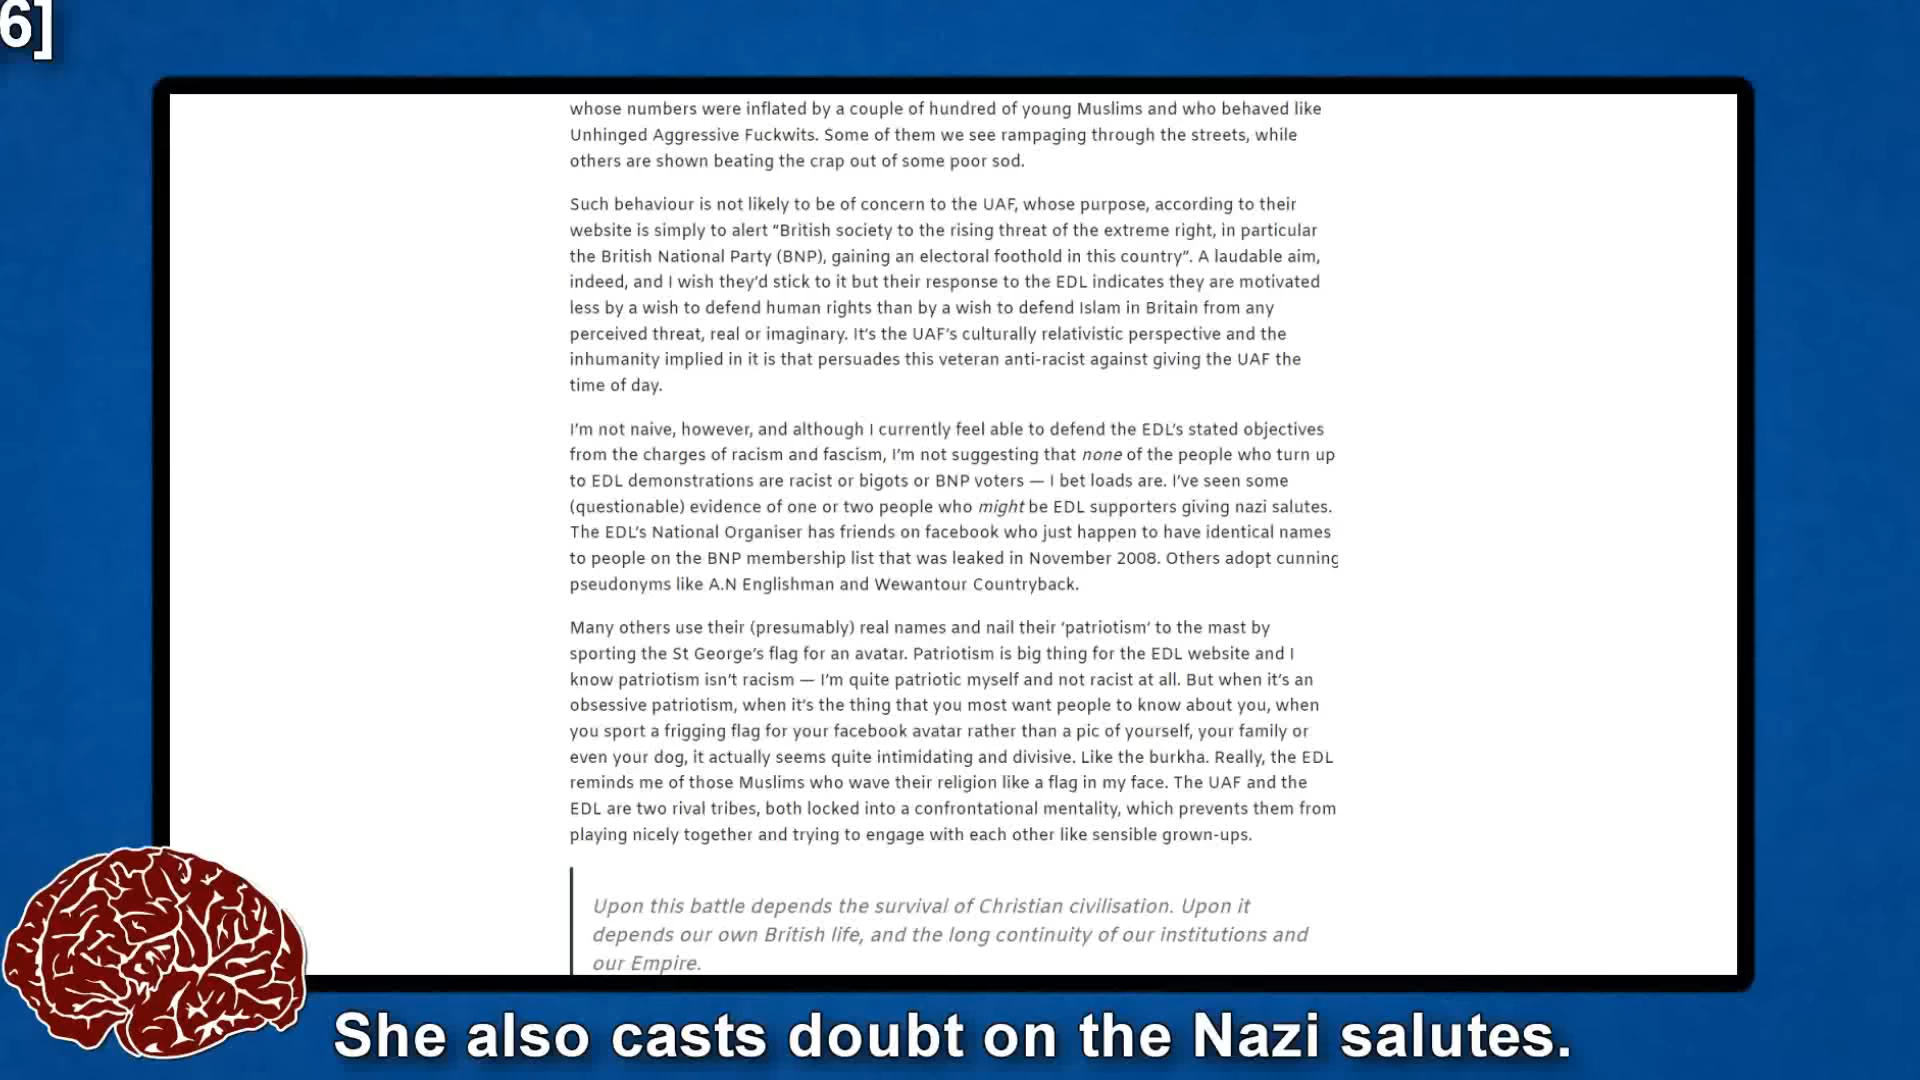 6]
whose numbers were inflated by a couple of hundred of young Muslims and who behaved like
Unhinged Aggressive Fuckwits. Some of them we see rampaging through the streets, while
others are shown beating the crap out of some poor sod.
Such behaviour is not likely to be of concern to the UAF, whose purpose, according to their
website is simply to alert “British society to the rising threat of the extreme right, in particular
the British National Party (BNP), gaining an electoral foothold in this country”. A laudable aim,
indeed, and I wish they’d stick to it but their response to the EDL indicates they are motivated
less by a wish to defend human rights than by a wish to defend Islam in Britain from any
perceived threat, real or imaginary. It’s the UAF’s culturally relativistic perspective and the
inhumanity implied in it is that persuades this veteran anti-racist against giving the UAF the
time of day.
I’m not naive, however, and although I currently feel able to defend the EDL’s stated objectives
from the charges of racism and fascism, I’m not suggesting that none of the people who turn up
to EDL demonstrations are racist or bigots or BNP voters — I bet loads are. I’ve seen some
(questionable) evidence of one or two people who might be EDL supporters giving nazi salutes.
The EDL’s National Organiser has friends on facebook who just happen to have identical names
to people on the BNP membership list that was leaked in November 2008. Others adopt cunning
pseudonyms like A.N Englishman and Wewantour Countryback.
Many others use their (presumably) real names and nail their ‘patriotism’ to the mast by
sporting the St George’s flag for an avatar. Patriotism is big thing for the EDL website and I
know patriotism isn’t racism — I’m quite patriotic myself and not racist at all. But when it’s an
obsessive patriotism, when it’s the thing that you most want people to know about you, when
you sport a frigging flag for your facebook avatar rather than a pic of yourself, your family or
even your dog, it actually seems quite intimidating and divisive. Like the burkha. Really, the EDL
reminds me of those Muslims who wave their religion like a flag in my face. The UAF and the
EDL are two rival tribes, both locked into a confrontational mentality, which prevents them from
playing nicely together and trying to engage with each other like sensible grown-ups.
Upon this battle depends the survival of Christian civilisation. Upon it
depends our own British life, and the long continuity of our institutions and
our Empire.
She also casts doubt on the Nazi salutes.